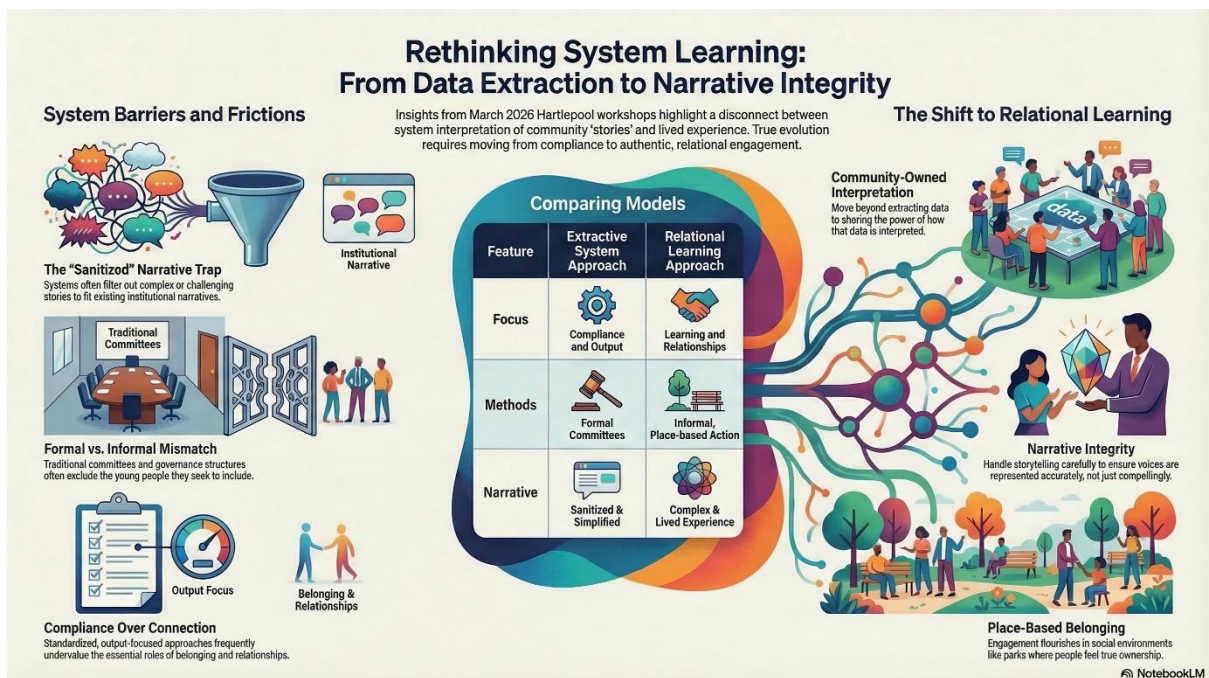 Rethinking System Learning:
From Data Extraction to Narrative Integrity
Insights from March 2026 Hartlepool workshops highlight a disconnect between
system interpretation of community ‘stories’ and lived experience. True evolution
requires moving from compliance to authentic, relational engagement.
System Barriers and Frictions
Institutional
Narrative
The “Sanitizod” Narrative Trap
Systems often filter out complex or challenging
stories to fit existing institutional narratives.
Traditional
Committees
Formal vs. Informal Mismatch
Traditional committees and governance structures
often exclude the young people they seek to include.
Output Focus
Belonging &
Relationships
Compliance Over Connection
Standardized, output-focused approaches frequently
undervalue the essential roles of belonging and relationships.
Comparing Models
Feature
Extractive
System
Approach
Relational
Learning
Approach
Focus
Compliance
and Output
Learning and
Relationships
Methods
Formal
Committees
Informal,
Place-based Action
Narrative
Sanitized &
Simplified
Complex &
Lived Experience
The Shift to Relational Learning
Community-Owned
Interpretation
Move beyond extracting data
to sharing the power of how
that data is interpreted.
data
Narrative Integrity
Handle storytelling carefully to ensure voices are
represented accurately, not just compellingly.
Place-Based Belonging
Engagement flourishes in social environments
like parks where people feel true ownership.
NotebookLM